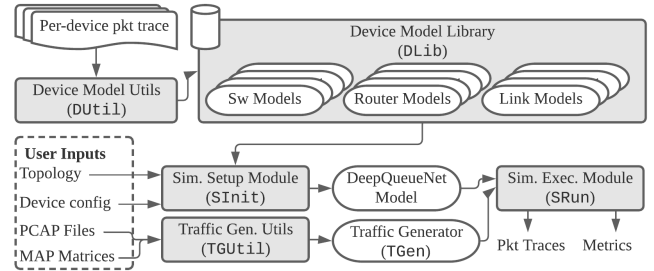 Per-device pkt trace
Device Model Library
(DLib)
Device Model Utils
(DUtil)
Sw Models
Router Models
Link Models
User Inputs
Topology
Device config
PCAP Files
MAP Matrices
Sim. Setup Module
(SInit)
DeepQueueNet
Model
Sim. Exec. Module
(SRun)
Traffic Gen. Utils
(TGUtil)
Traffic Generator
(TGen)
Pkt Traces
Metrics